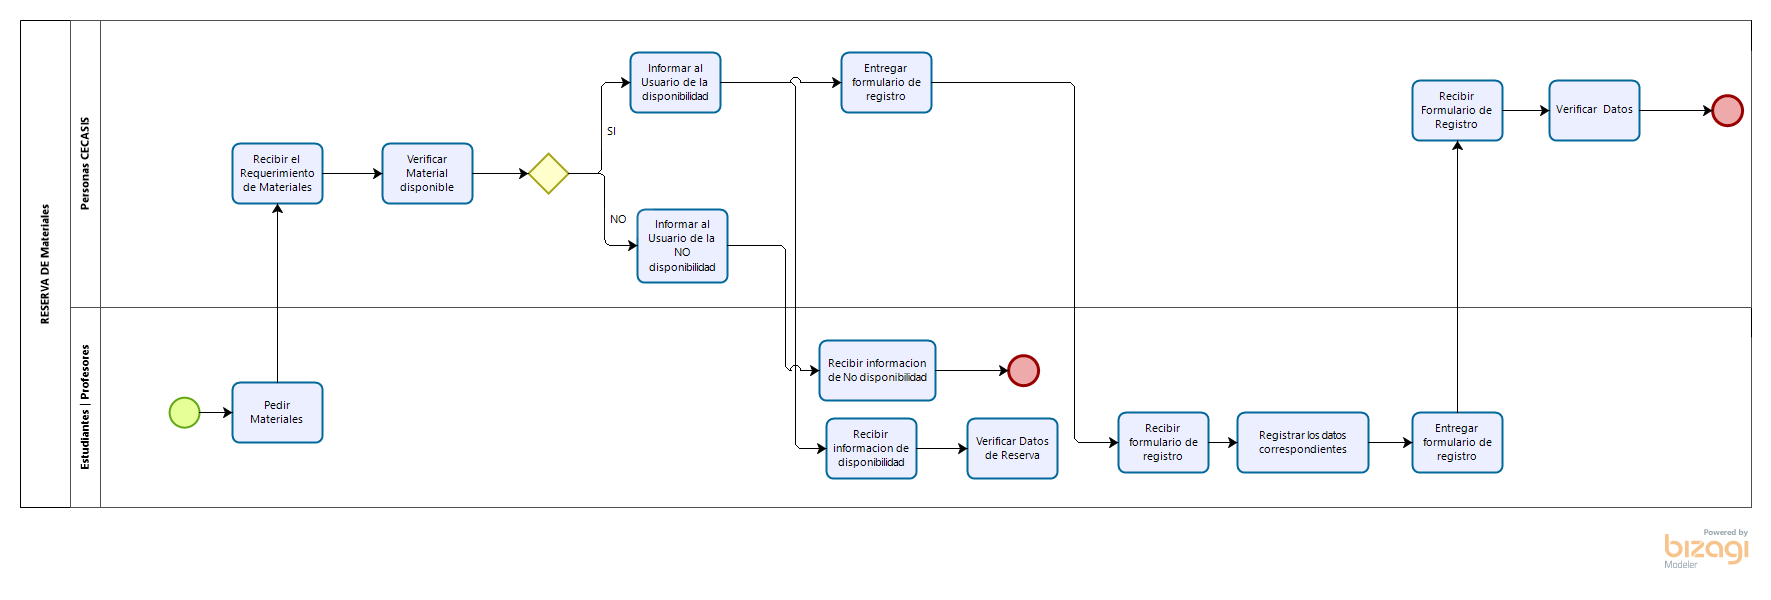 RESERVA DE Materiales
Personas CECASIS
Recibir el
Requerimiento
de Materiales
Verificar
Material
disponible
SI
NO
Informar al
Usuario de la
disponibilidad
Informar al
Usuario de la
NO
disponibilidad
Entregar
formulario de
registro
Recibir
Formulario de
Registro
Verificar Datos
Estudiantes | Profesores
Pedir
Materiales
Recibir informacion
de No disponibilidad
Recibir
informacion de
disponibilidad
Verificar Datos
de Reserva
Recibir
formulario de
registro
Registrar los datos
correspondientes
Entregar
formulario de
registro
Powered by
bizagi
Modeler